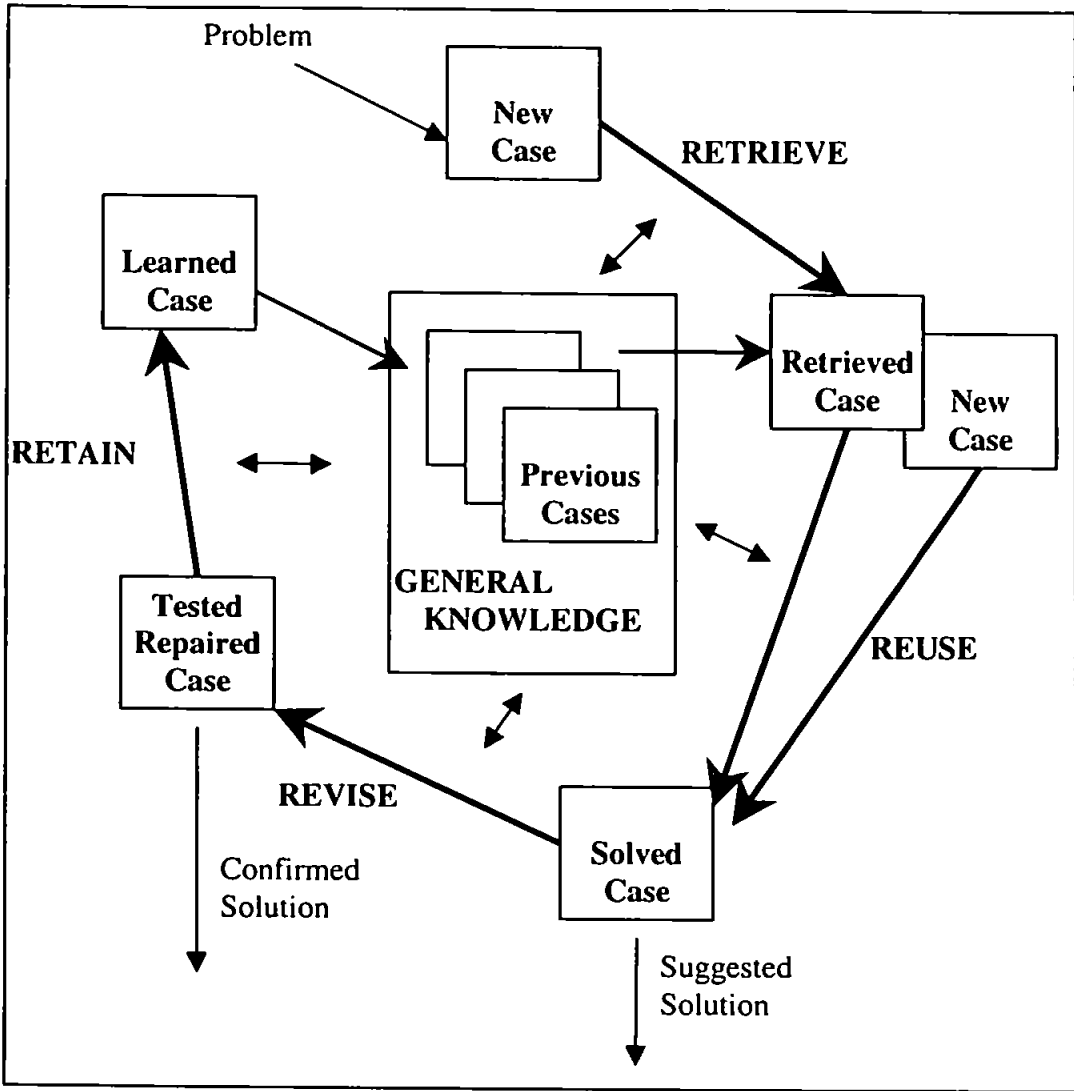 Problem
New
Case
RETRIEVE
Learned
Case
Retrieved
Case
New
Case
RETAIN
Previous
Cases
GENERAL
KNOWLEDGE
Tested
Repaired
Case
REUSE
REVISE
Solved
Case
Confirmed
Solution
Suggested
Solution